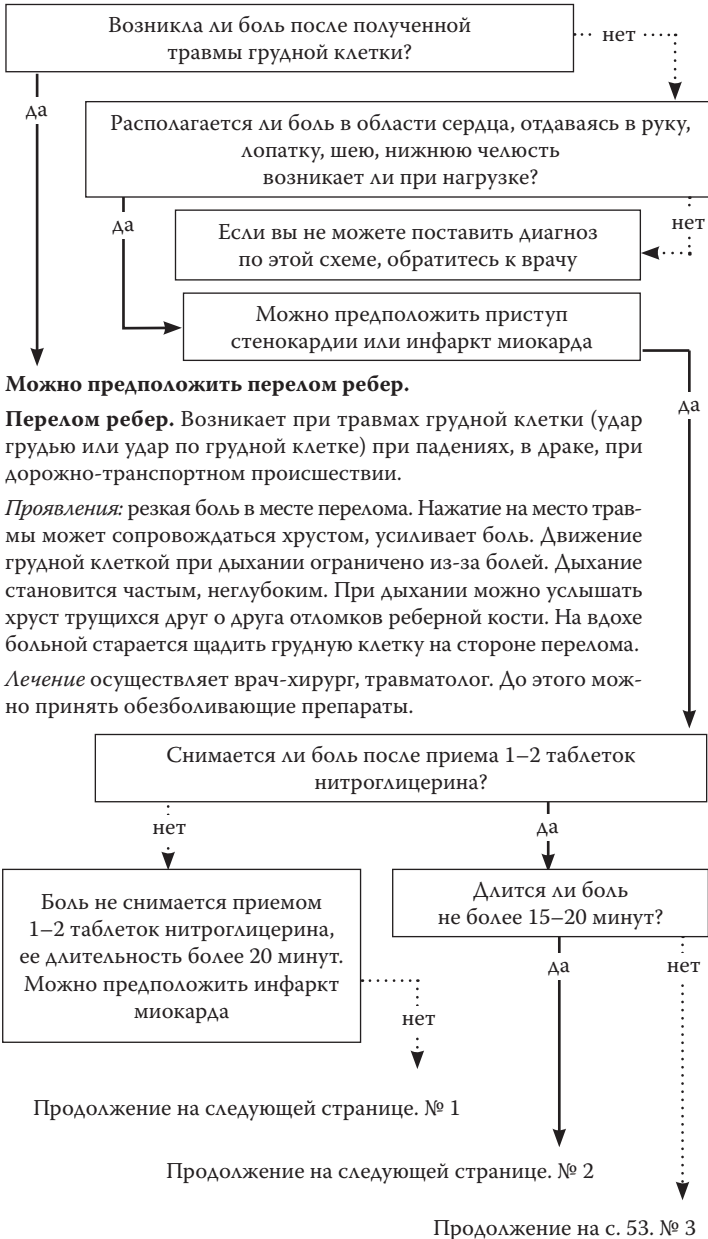 Возникла ли боль после полученной
травмы грудной клетки?
нет
да
Располагается ли боль в области сердца, отдаваясь в руку,
лопатку, шею, нижнюю челюсть
возникает ли при нагрузке?
да
нет
Если вы не можете поставить диагноз
по этой схеме, обратитесь к врачу
Можно предположить приступ
стенокардии или инфаркт миокарда
да
Можно предположить перелом ребер.
Перелом ребер. Возникает при травмах грудной клетки (удар
грудью или удар по грудной клетке) при падениях, в драке, при
дорожно-транспортном происшествии.
Проявления: резкая боль в месте перелома. Нажатие на место трав-
мы может сопровождаться хрустом, усиливает боль. Движение
грудной клеткой при дыхании ограничено из-за болей. Дыхание
становится частым, неглубоким. При дыхании можно услышать
хруст трущихся друг о друга отломков реберной кости. На вдохе
больной старается щадить грудную клетку на стороне перелома.
Лечение осуществляет врач-хирург, травматолог. До этого мож-
но принять обезболивающие препараты.
Снимается ли боль после приема 1–2 таблеток
нитроглицерина?
нет
да
Боль не снимается приемом
1–2 таблеток нитроглицерина,
ее длительность более 20 минут.
Можно предположить инфаркт
миокарда
Длится ли боль
не более 15–20 минут?
нет
да
нет
Продолжение на следующей странице. № 1
Продолжение на следующей странице. № 2
Продолжение на с. 53. № 3